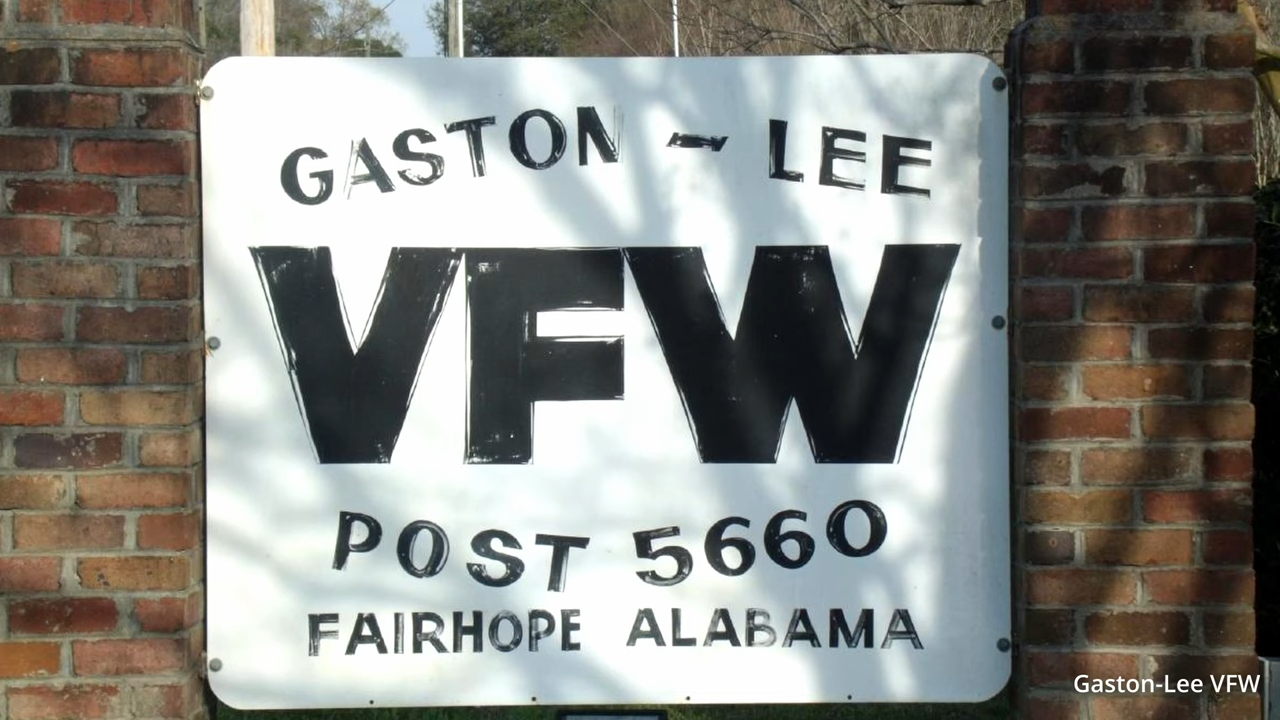 GASTON - LEE
VFW
POST 5660
FAIRHOPE ALABAMA
Gaston-Lee VFW